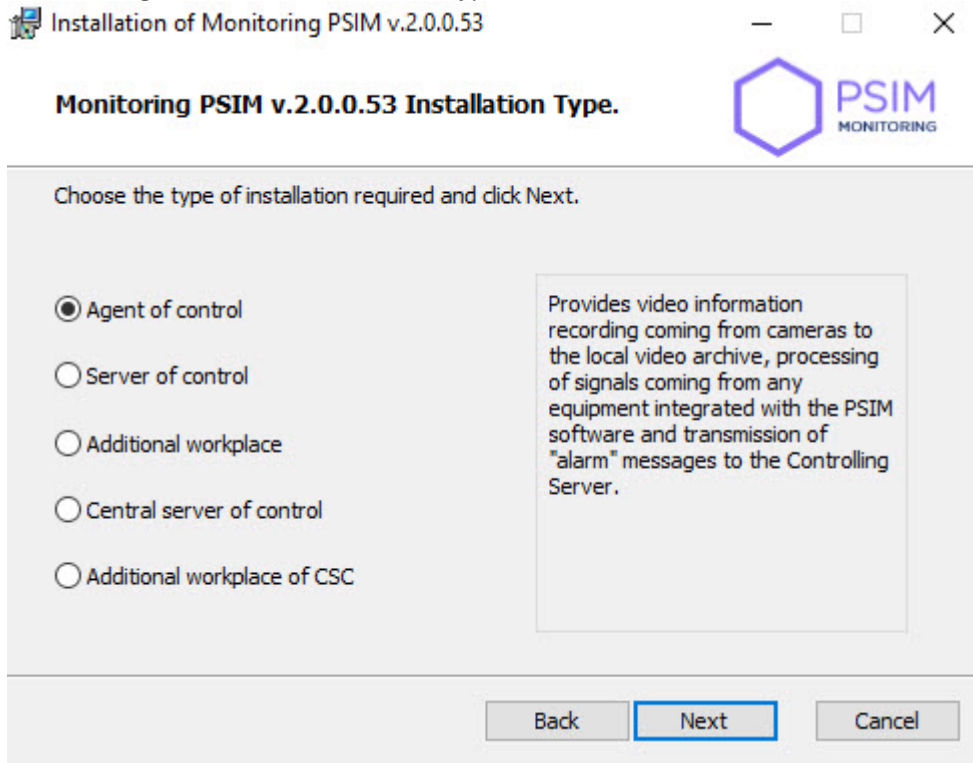 Installation of Monitoring PSIM v.2.0.0.53
Monitoring PSIM v.2.0.0.53 Installation Type.
PSIM
MONITORING
Choose the type of installation required and click Next.
Agent of control
Server of control
Additional workplace
Central server of control
Additional workplace of CSC
Provides video information
recording coming from cameras to
the local video archive, processing
of signals coming from any
equipment integrated with the PSIM
software and transmission of
"alarm" messages to the Controlling
Server.
Back
Next
Cancel